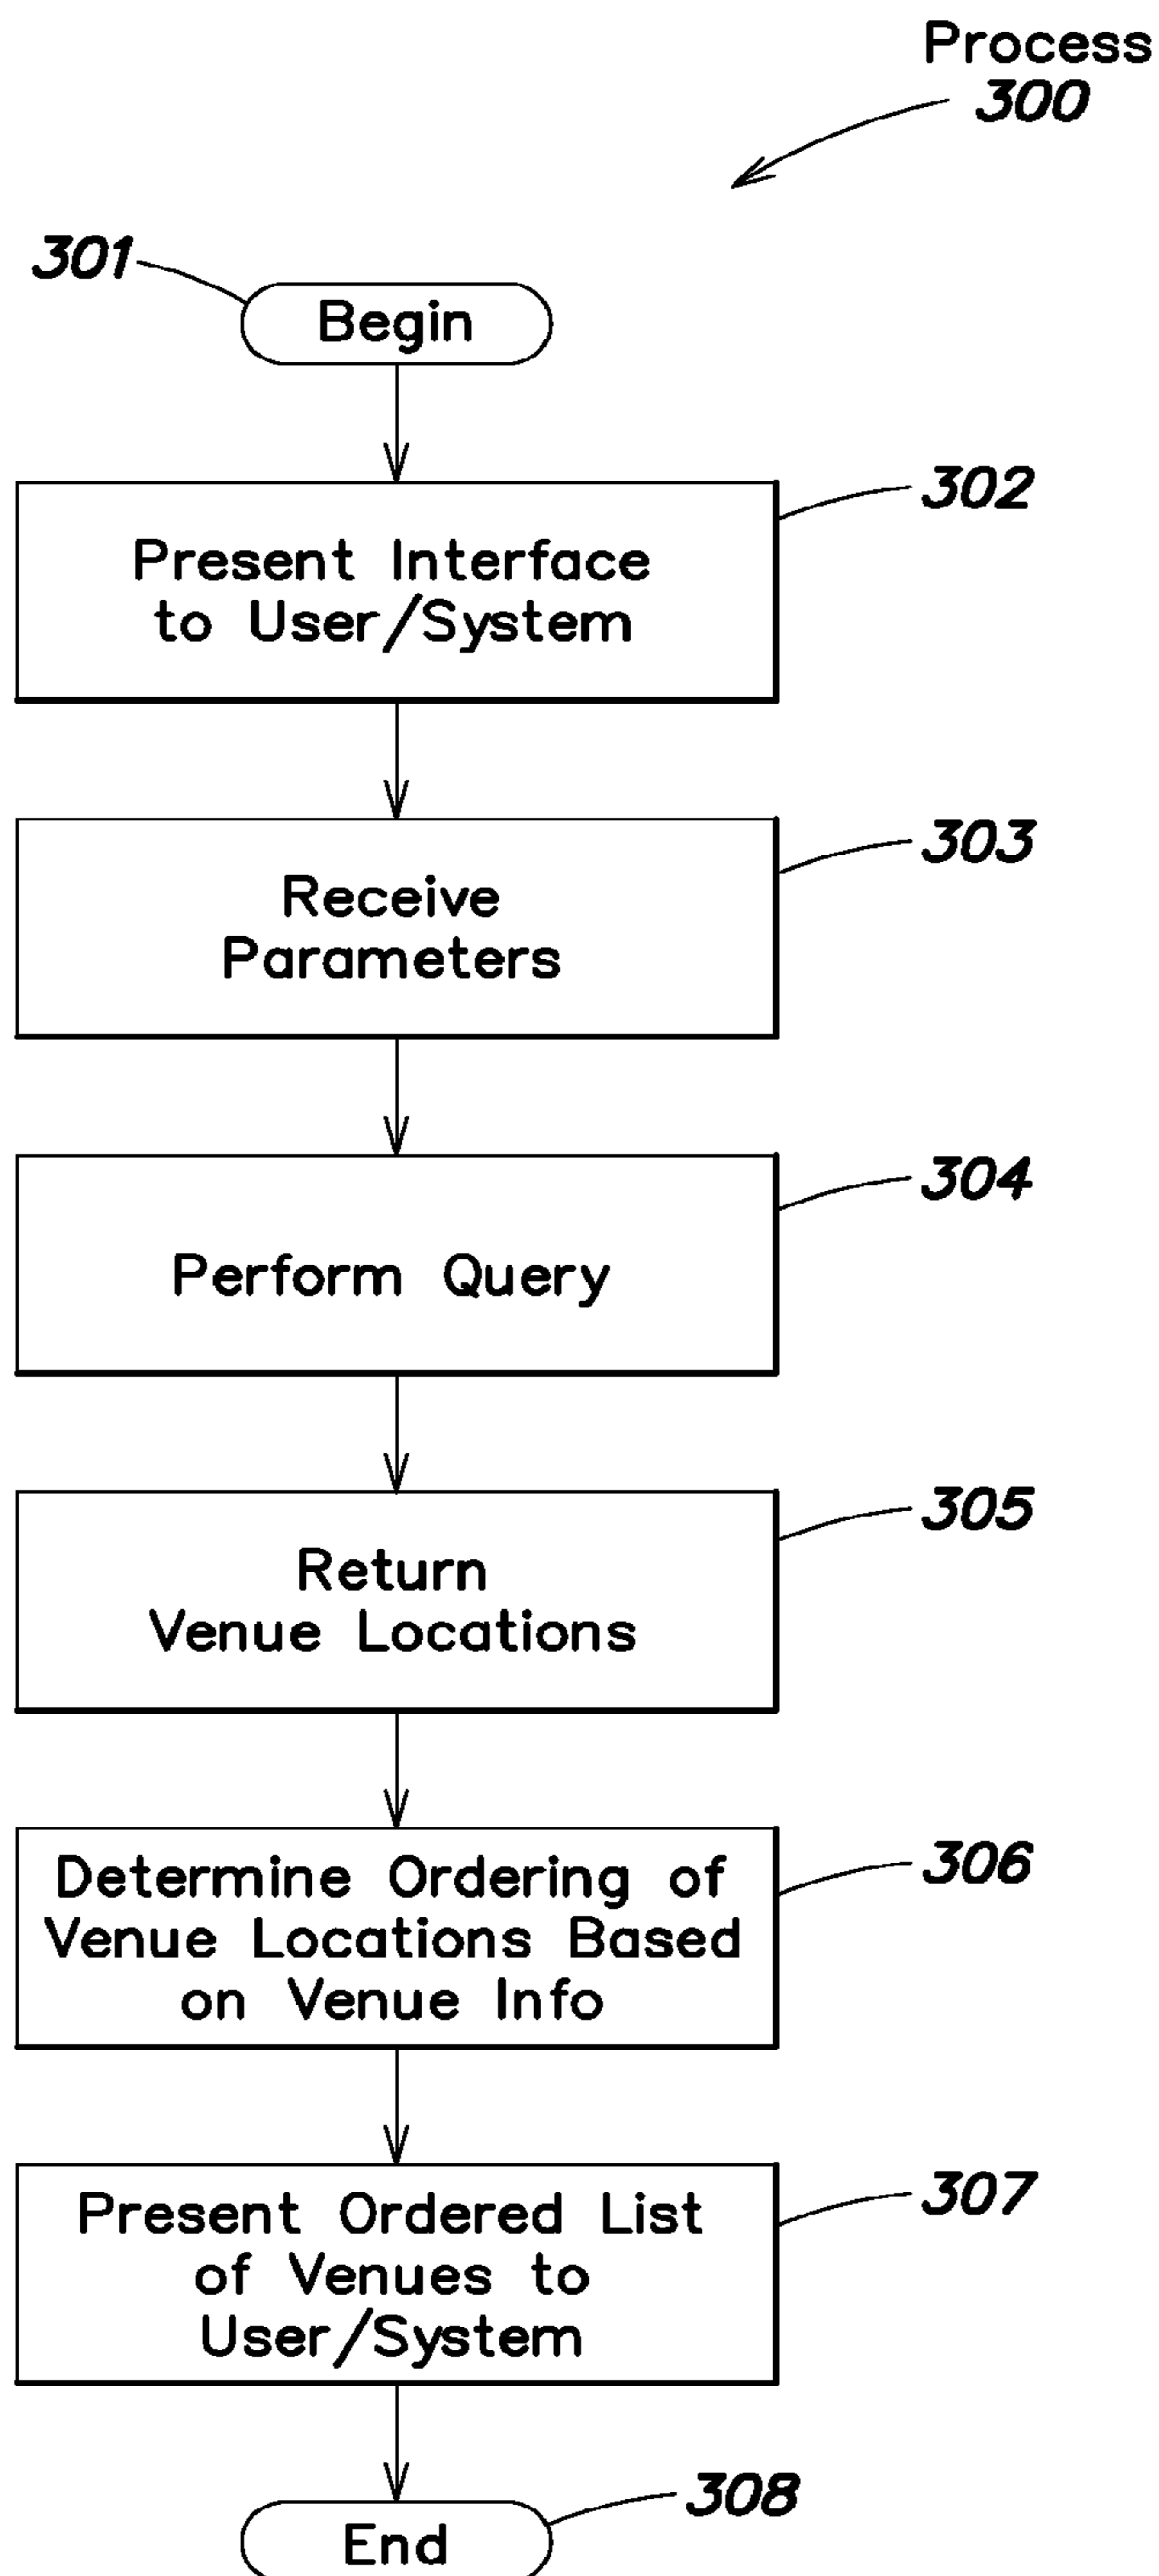 Process
300
301
Begin
302
Present Interface
to User/System
303
Receive
Parameters
304
Perform Query
305
Return
Venue Locations
306
Determine Ordering of
Venue Locations Based
on Venue Info
307
Present Ordered List
of Venues to
User/System
308
End